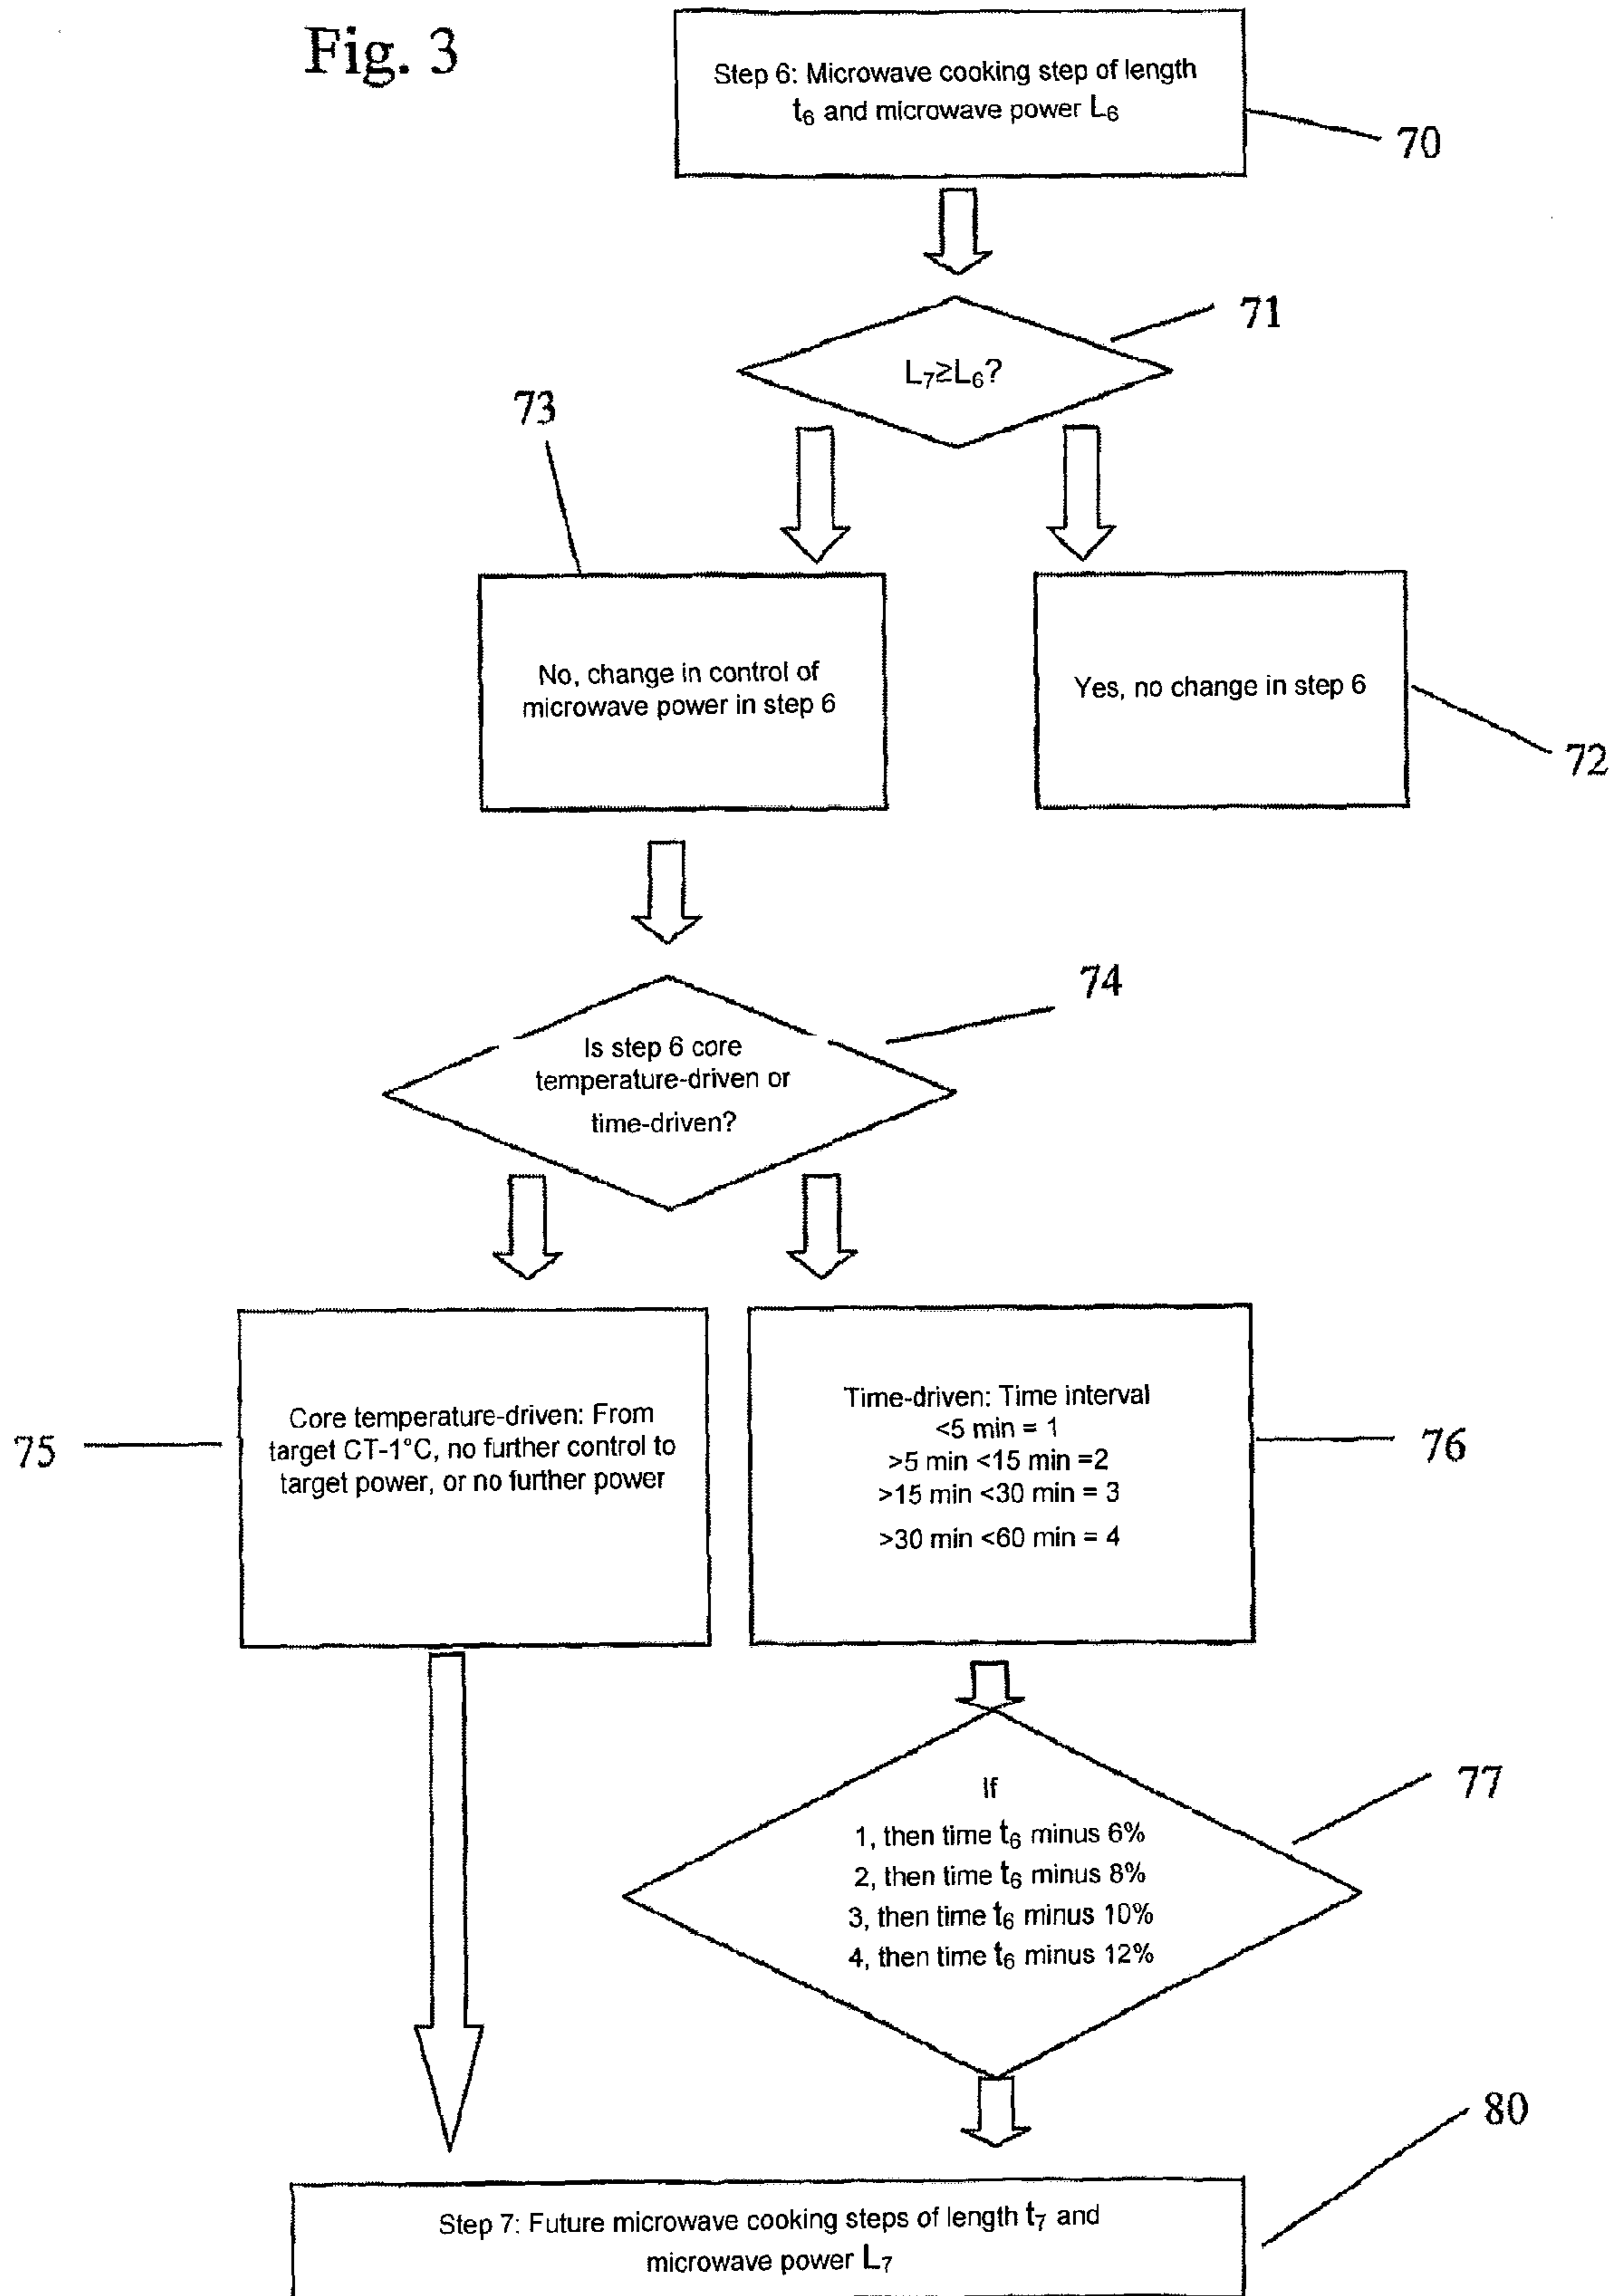 Fig. 3
Step 6: Microwave cooking step of length
t₆ and microwave power L₆
70
71
L₇≥L₆?
73
No, change in control of
microwave power in step 6
Yes, no change in step 6
72
74
Is step 6 core
temperature-driven or
time-driven?
75
Core temperature-driven: From
target CT-1°C, no further control to
target power, or no further power
Time-driven: Time interval
<5 min = 1
>5 min <15 min =2
>15 min <30 min = 3
>30 min <60 min = 4
76
77
If
1, then time t₆ minus 6%
2, then time t₆ minus 8%
3, then time t₆ minus 10%
4, then time t₆ minus 12%
80
Step 7: Future microwave cooking steps of length t₇ and
microwave power L₇